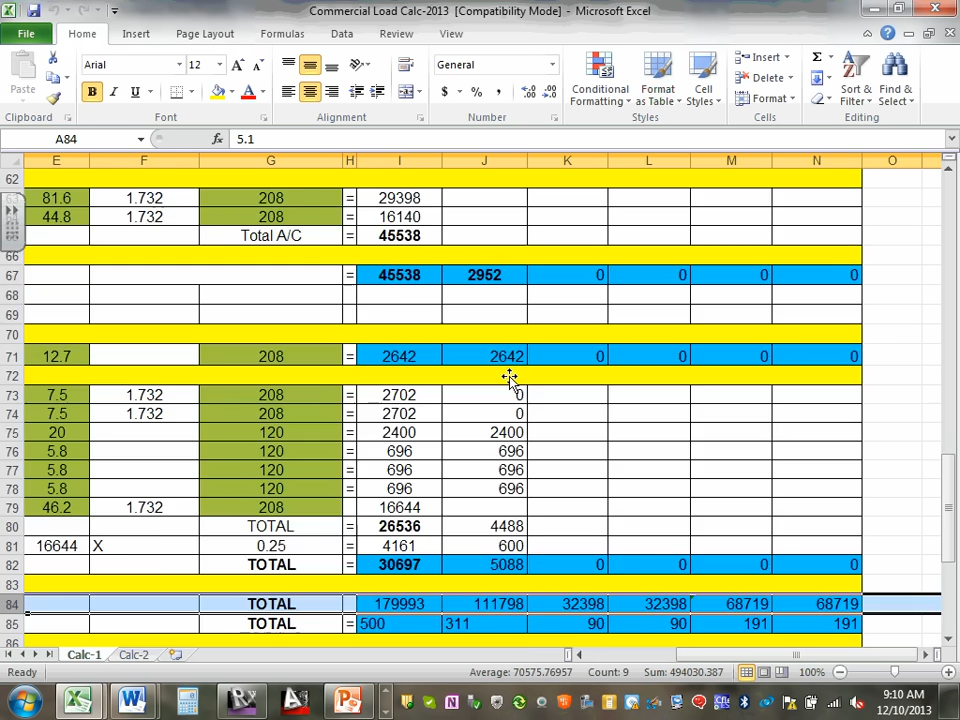 Commercial Load Calc-2013 [Compatibility Mode] - Microsoft Excel
File Home Insert Page Layout Formulas Data Review View
Paste Arial 12 General Conditional Formatting Format as Table Cell Styles Insert Delete Format Sort & Filter Find & Select
Clipboard Font Alignment Number Styles Cells Editing
A84 fx 5.1
E F G H I J K L M N O
62
63 81.6 1.732 208 = 29398
44.8 1.732 208 = 16140
Total A/C = 45538
66
67 = 45538 2952 0 0 0 0
68
69
70
71 12.7 208 = 2642 2642 0 0 0 0
72
73 7.5 1.732 208 = 2702 0
74 7.5 1.732 208 = 2702 0
75 20 120 = 2400 2400
76 5.8 120 = 696 696
77 5.8 120 = 696 696
78 5.8 120 = 696 696
79 46.2 1.732 208 = 16644
80 TOTAL = 26536 4488
81 16644 X 0.25 = 4161 600
82 TOTAL = 30697 5088 0 0 0 0
83
84 TOTAL 179993 111798 32398 32398 68719 68719
85 TOTAL = 500 311 90 90 191 191
86
Calc-1 Calc-2
Ready Average: 70575.76957 Count: 9 Sum: 494030.387 100%
9:10 AM
12/10/2013